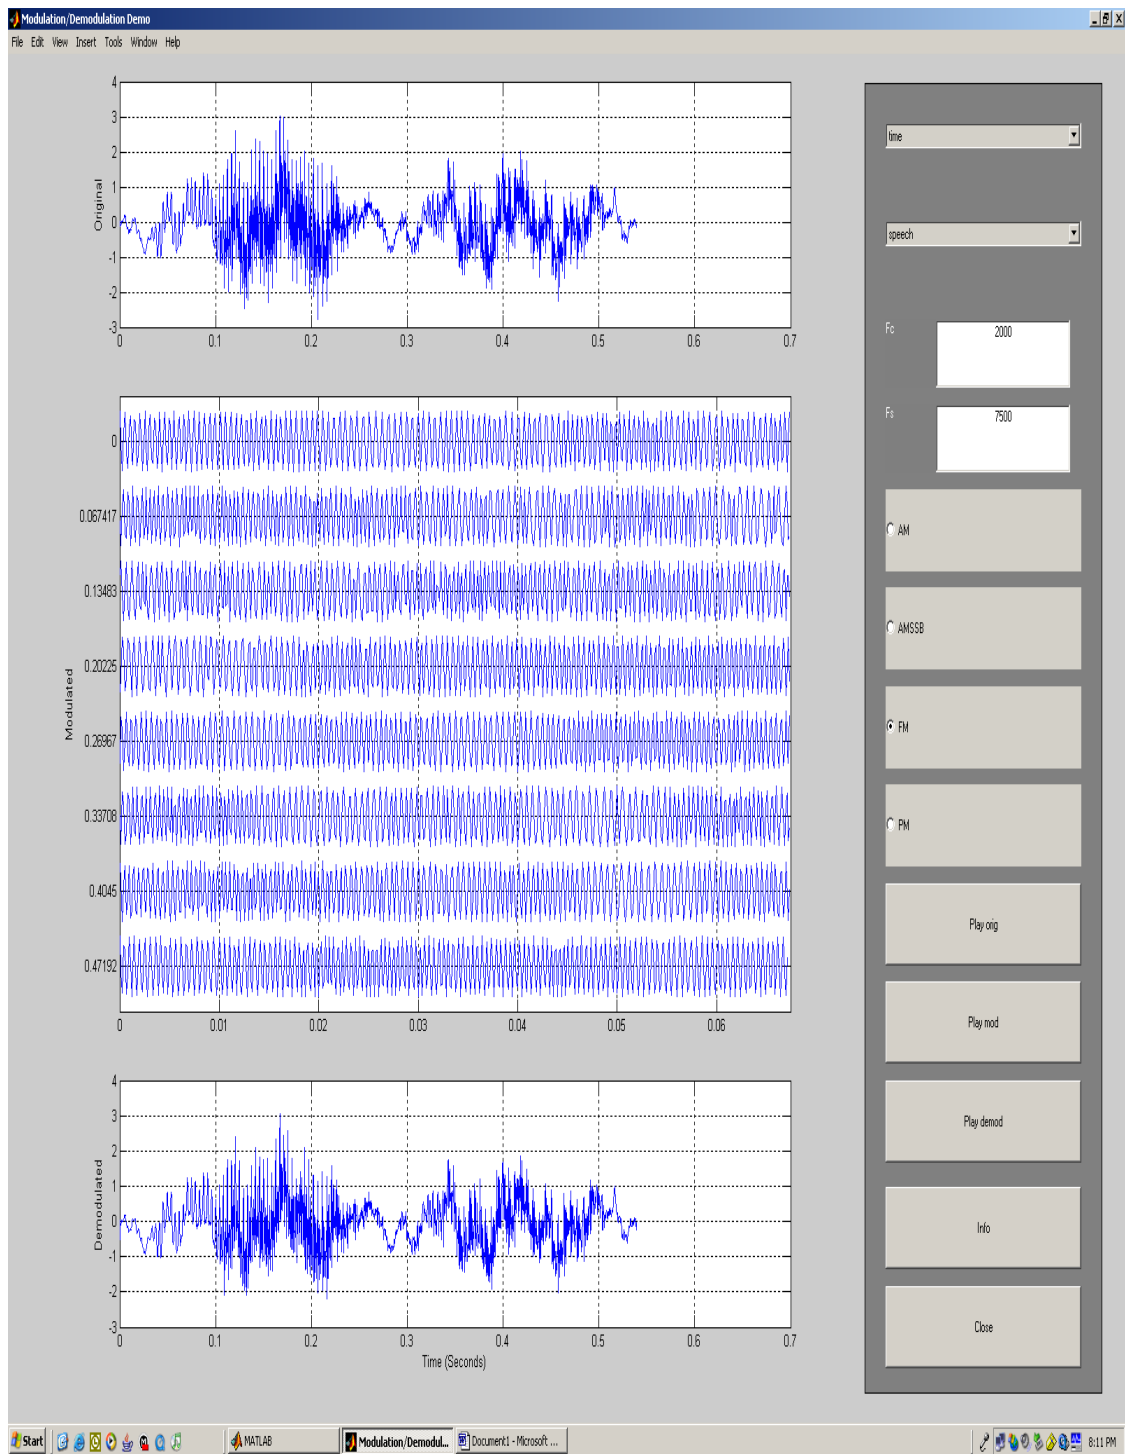 Modulation/Demodulation Demo
File Edit View Insert Tools Window Help
4
3
2
1
0
-1
-2
-3
Original
0 0.1 0.2 0.3 0.4 0.5 0.6 0.7
0
0.067417
0.13483
0.20225
0.26967
0.33708
0.4045
0.47192
Modulated
0 0.01 0.02 0.03 0.04 0.05 0.06
4
3
2
1
0
-1
-2
-3
Demodulated
0 0.1 0.2 0.3 0.4 0.5 0.6 0.7
Time (Seconds)
time
speech
Fc 2000
Fs 7500
AM
AMSSB
FM
PM
Play orig
Play mod
Play demod
Info
Close
Start MATLAB Modulation/Demodul... Document1 - Microsoft ... 8:11 PM